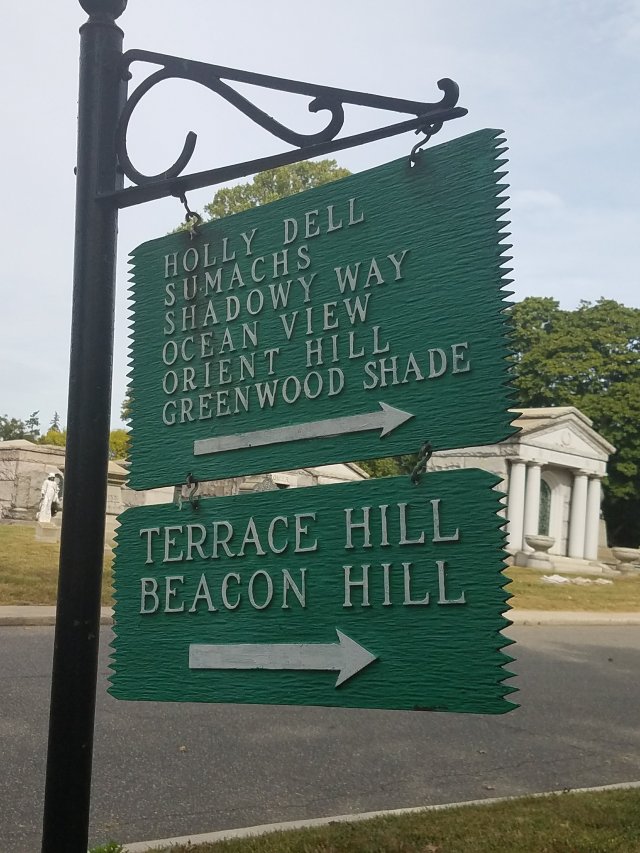 HOLLY DELL
SUMACHS
SHADOWY WAY
OCEAN VIEW
ORIENT HILL
GREENWOOD SHADE
TERRACE HILL
BEACON HILL